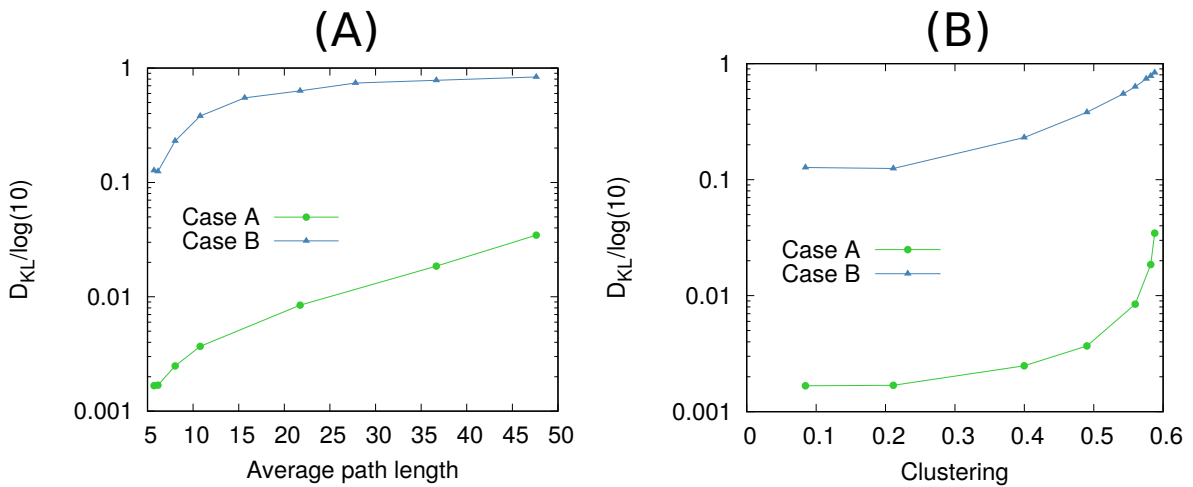 (A)
1
0.1
0.01
0.001
D_KL/log(10)
Case A
Case B
5 10 15 20 25 30 35 40 45 50
Average path length
(B)
1
0.1
0.01
0.001
D_KL/log(10)
Case A
Case B
0 0.1 0.2 0.3 0.4 0.5 0.6
Clustering